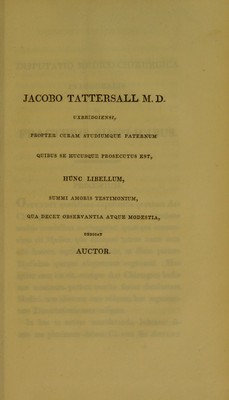 JACOBO TATTERSALL M. D.
UXBRIDGIENSI,
PROPTER CURAM STUDIUMQUE PATERNUM
QUIBUS SE HUCUSQUE PROSECUTUS EST,
HUNC LIBELLUM,
SUMMI AMORIS TESTIMONIUM,
QUA DECET OBSERVANTIA ATQUE MODESTIA,
DEDICAT
AUCTOR.